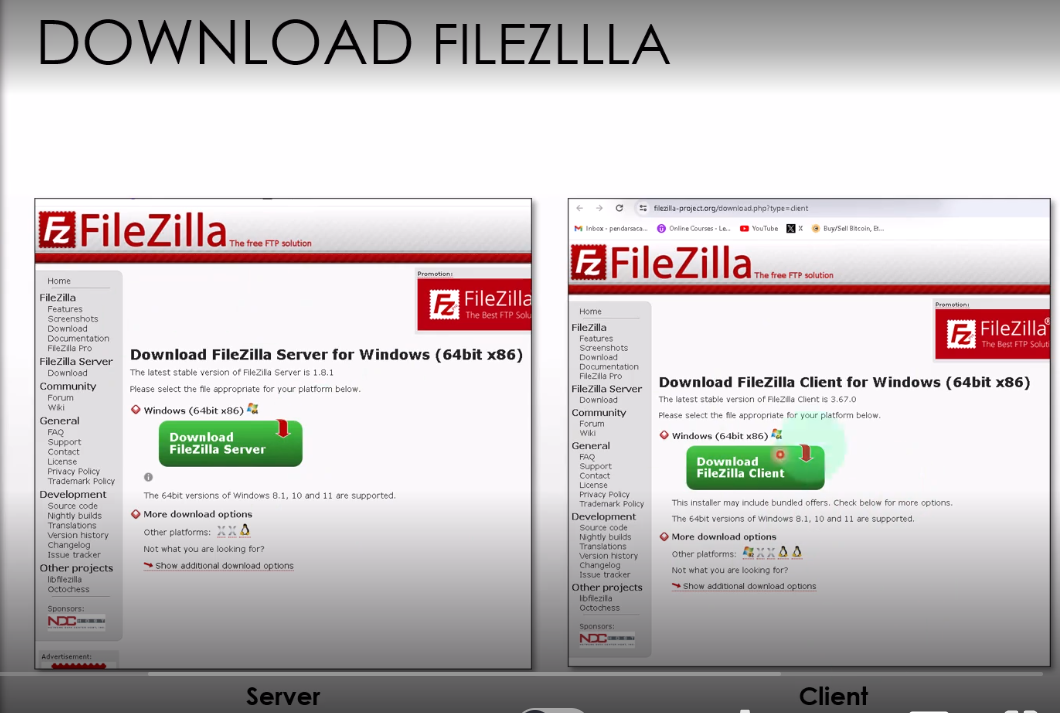 DOWNLOAD FILEZLLLA
FileZilla The free FTP solution
Home
FileZilla
Features
Screenshots
Download
Documentation
FileZilla Pro
FileZilla Server
Download
Community
Forum
Wiki
General
FAQ
Support
Contact
License
Privacy Policy
Trademark Policy
Development
Source code
Nightly builds
Translations
Version history
Changelog
Issue tracker
Other projects
libfilezilla
Octochess
Sponsors:
NDC
Advertisement:
Promotion:
FileZilla
The Best FTP Solu
Download FileZilla Server for Windows (64bit x86)
The latest stable version of FileZilla Server is 1.8.1
Please select the file appropriate for your platform below.
Windows (64bit x86)
Download
FileZilla Server
The 64bit versions of Windows 8.1, 10 and 11 are supported.
More download options
Other platforms:
Not what you are looking for?
Show additional download options
Server
filezilla-project.org/download.php?type=client
Inbox - pendarsaca... Online Courses - Le... YouTube X Buy/Sell Bitcoin, Et...
FileZilla The free FTP solution
Home
FileZilla
Features
Screenshots
Download
Documentation
FileZilla Pro
FileZilla Server
Download
Community
Forum
Wiki
General
FAQ
Support
Contact
License
Privacy Policy
Trademark Policy
Development
Source code
Nightly builds
Translations
Version history
Changelog
Issue tracker
Other projects
libfilezilla
Octochess
Sponsors:
NDC
Promotion:
FileZilla®
The Best FTP Soluti
Download FileZilla Client for Windows (64bit x86)
The latest stable version of FileZilla Client is 3.67.0
Please select the file appropriate for your platform below.
Windows (64bit x86)
Download
FileZilla Client
This installer may include bundled offers. Check below for more options.
The 64bit versions of Windows 8.1, 10 and 11 are supported.
More download options
Other platforms:
Not what you are looking for?
Show additional download options
Client